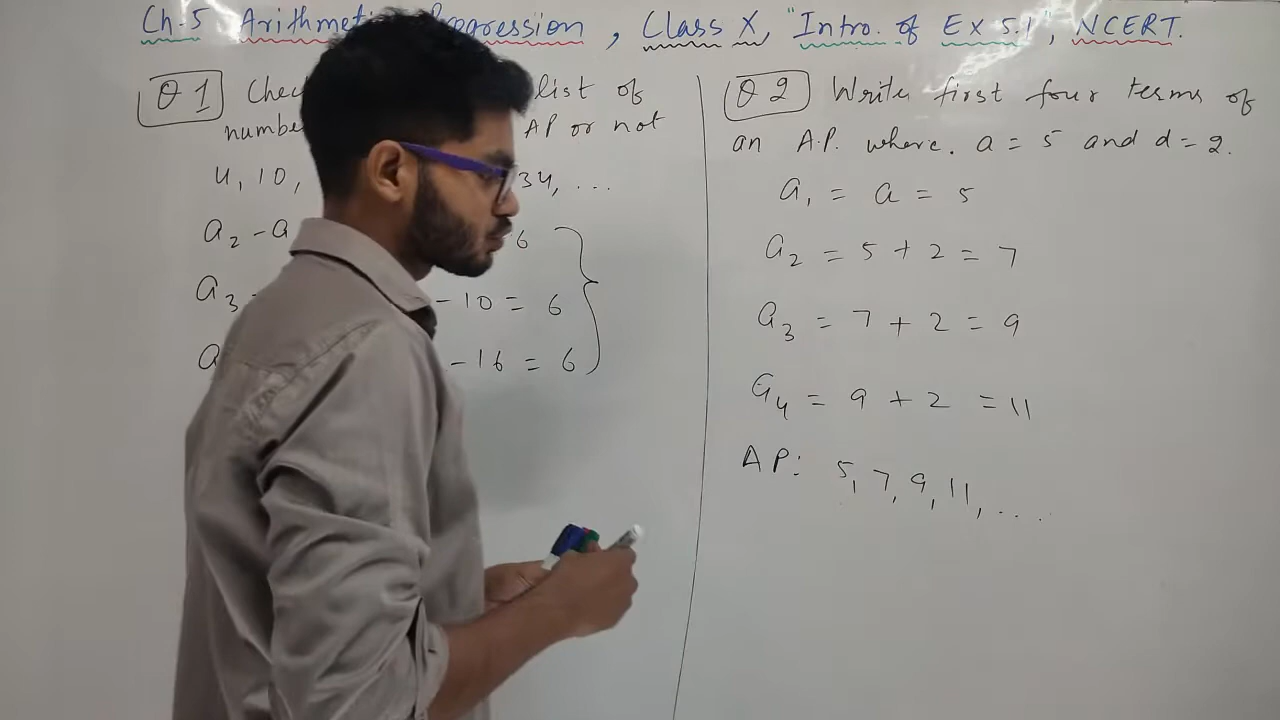 Ch.5 Arithmetic Progression, Class X, "Intro. of Ex 5.1", NCERT.
Q1 list of
AP or not
4, 10, 34, ...
a₂ - a 6
a₃ - 10 = 6
a - 16 = 6
Q2 Write first four terms of
an A.P. where. a = 5 and d = 2.
a₁ = a = 5
a₂ = 5 + 2 = 7
a₃ = 7 + 2 = 9
a₄ = 9 + 2 = 11
AP: 5, 7, 9, 11, ....